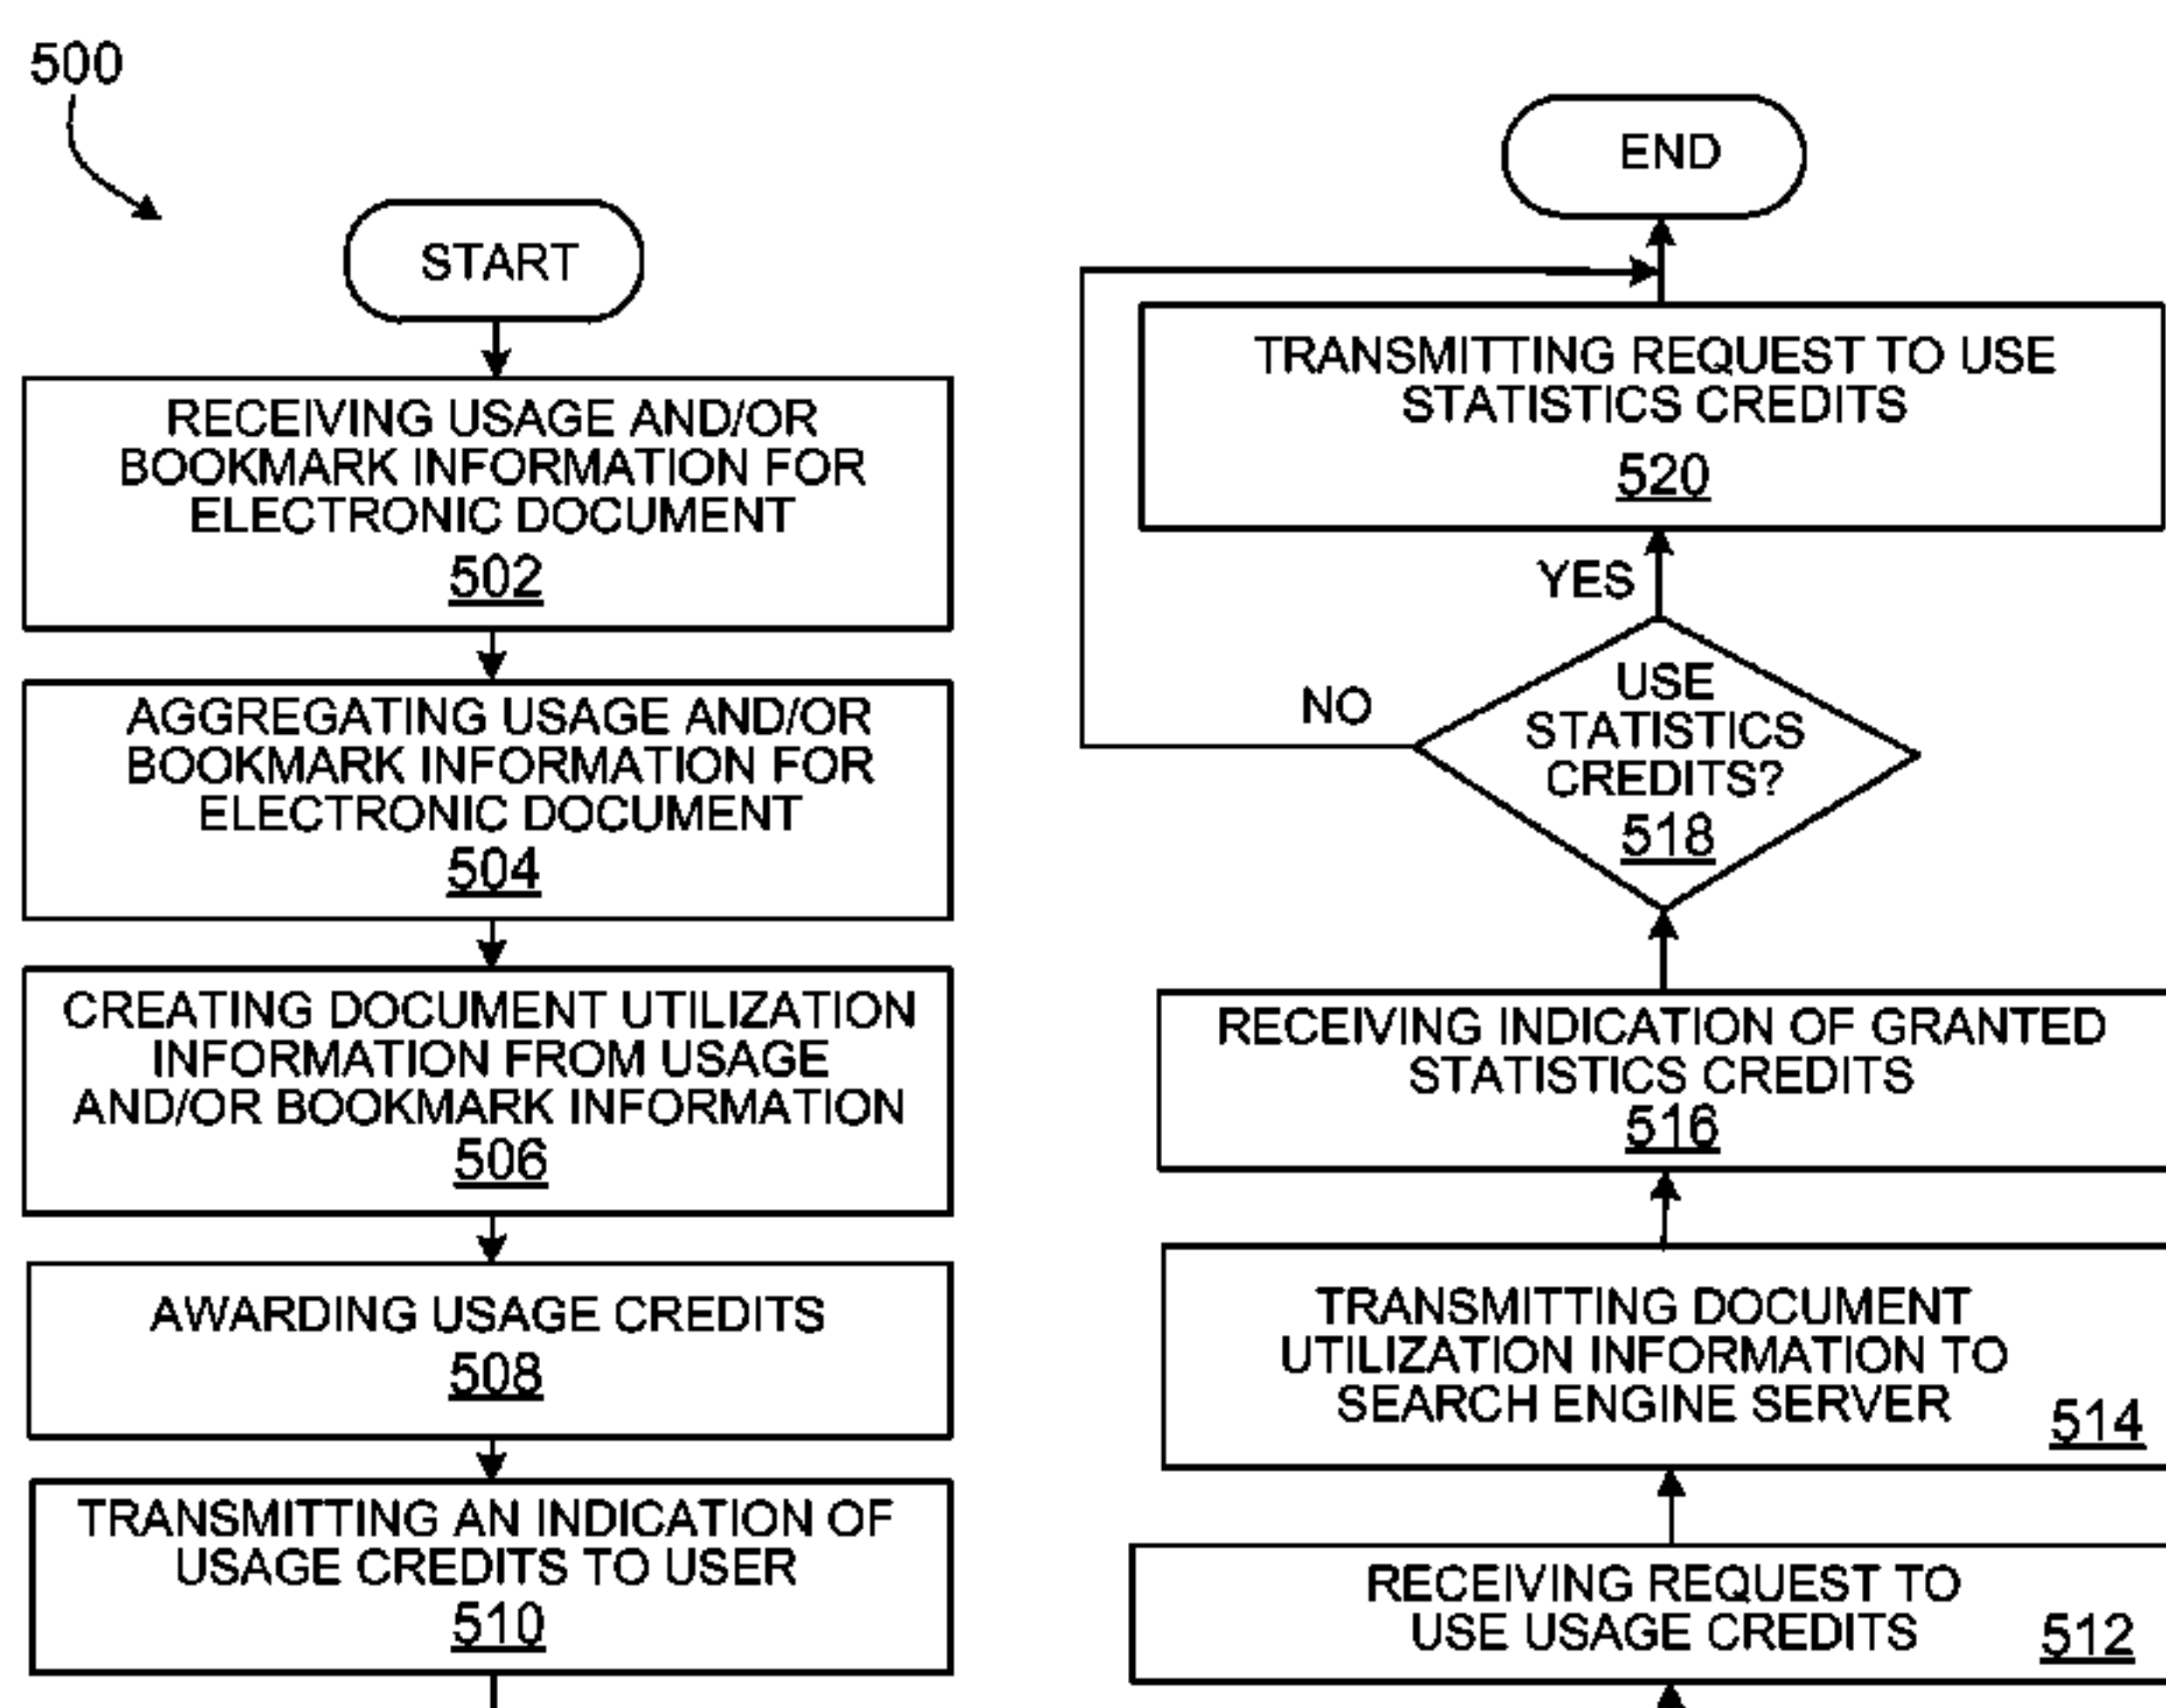 500
START
RECEIVING USAGE AND/OR
BOOKMARK INFORMATION FOR
ELECTRONIC DOCUMENT
502
AGGREGATING USAGE AND/OR
BOOKMARK INFORMATION FOR
ELECTRONIC DOCUMENT
504
CREATING DOCUMENT UTILIZATION
INFORMATION FROM USAGE
AND/OR BOOKMARK INFORMATION
506
AWARDING USAGE CREDITS
508
TRANSMITTING AN INDICATION OF
USAGE CREDITS TO USER
510
END
TRANSMITTING REQUEST TO USE
STATISTICS CREDITS
520
YES
NO
USE
STATISTICS
CREDITS?
518
RECEIVING INDICATION OF GRANTED
STATISTICS CREDITS
516
TRANSMITTING DOCUMENT
UTILIZATION INFORMATION TO
SEARCH ENGINE SERVER
514
RECEIVING REQUEST TO
USE USAGE CREDITS
512